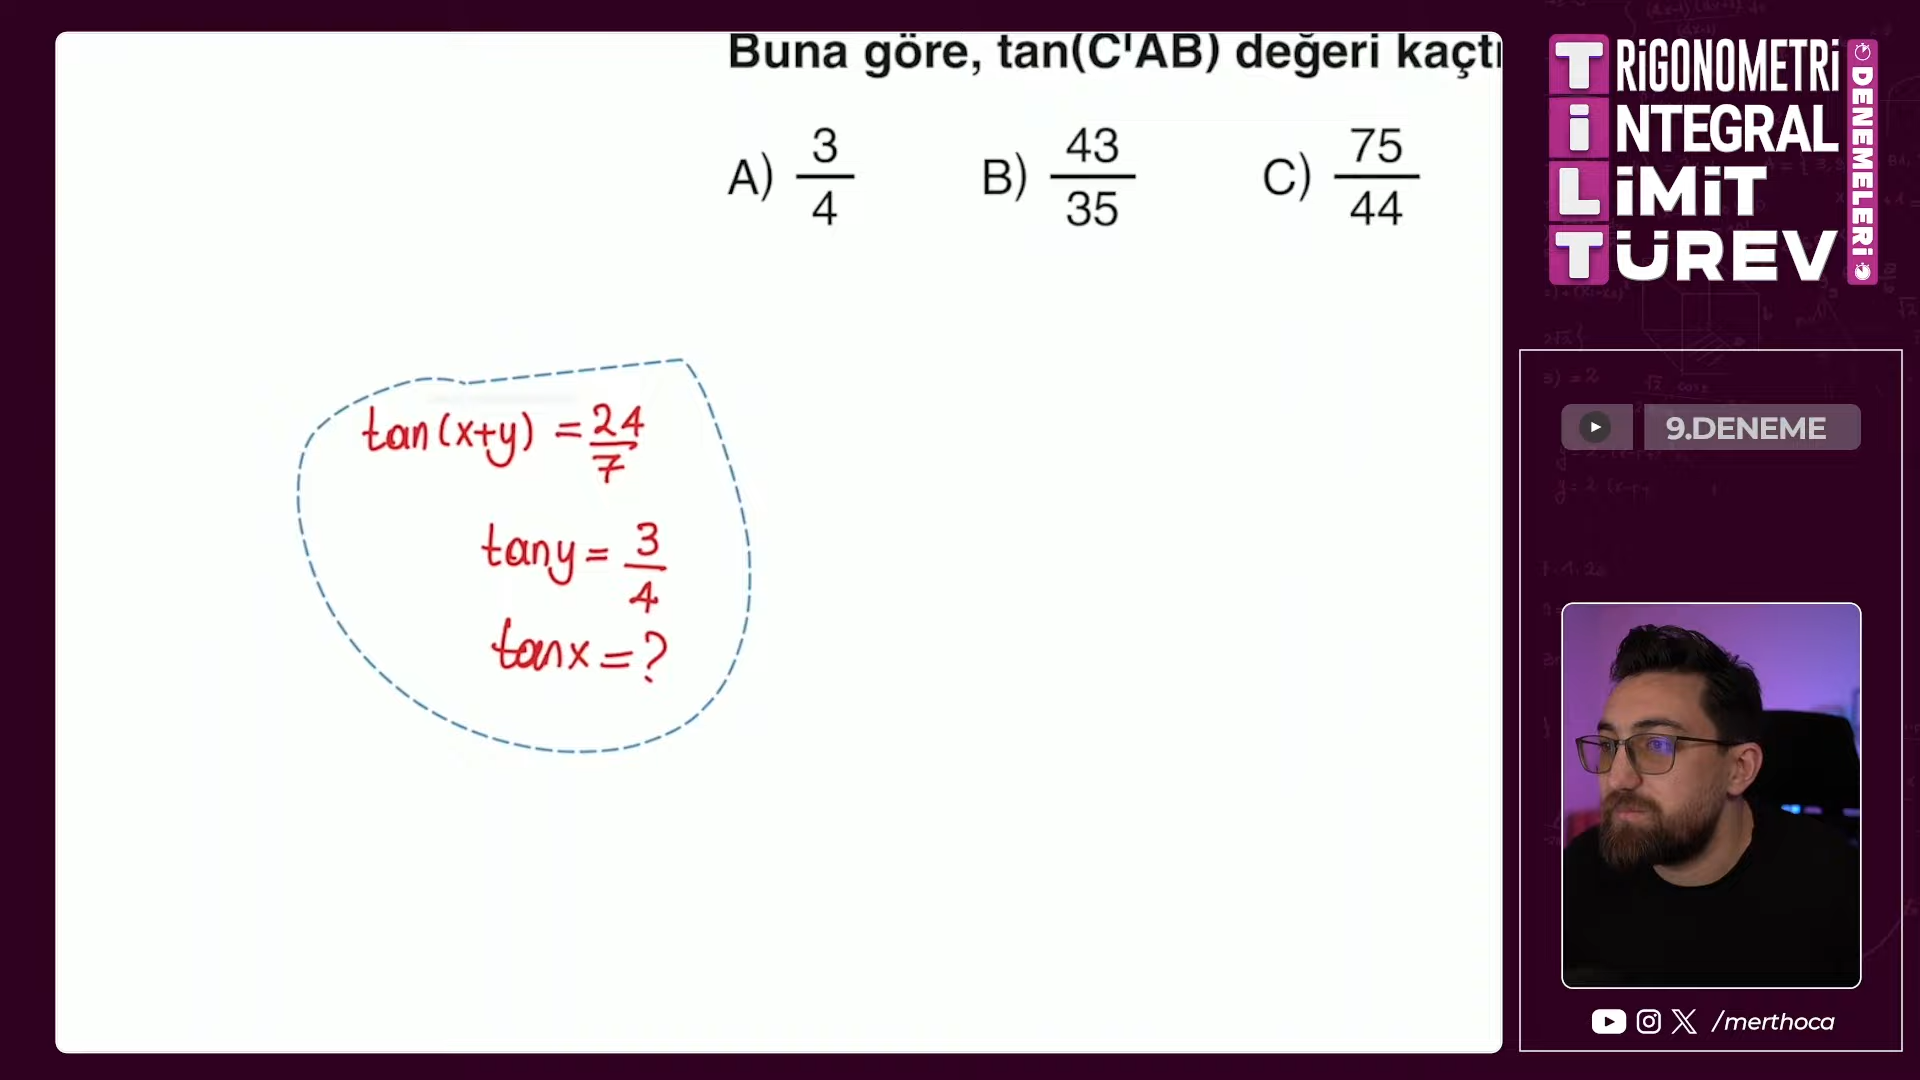 Buna göre, tan(C'AB) değeri kaçtı
A) 3/4 B) 43/35 C) 75/44
tan(x+y) = 24/7
tany = 3/4
tanx = ?
TRiGONOMETRi
iNTEGRAL
LiMiT
TÜREV
DENEMELERi
9.DENEME
/merthoca